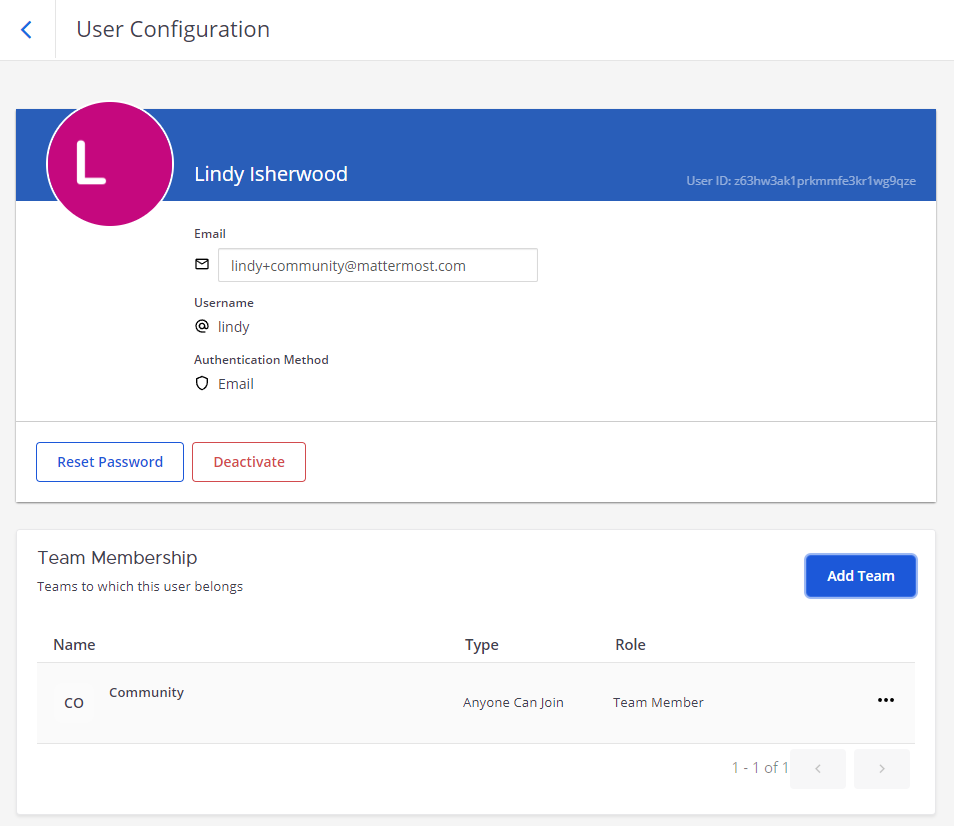 User Configuration
L
Lindy Isherwood
User ID: z63hw3ak1prkmmfe3kr1wg9qze
Email
lindy+community@mattermost.com
Username
lindy
Authentication Method
Email
Reset Password Deactivate
Team Membership
Teams to which this user belongs
Add Team
Name Type Role
CO Community Anyone Can Join Team Member
1 - 1 of 1